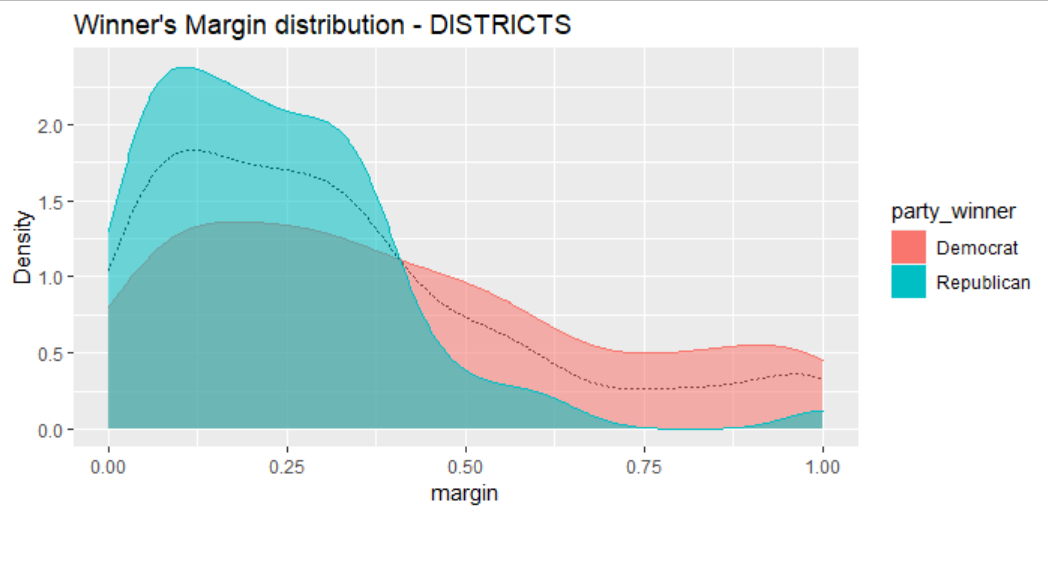 Winner's Margin distribution - DISTRICTS
Density
2.0
1.5
1.0
0.5
0.0
0.00 0.25 0.50 0.75 1.00
margin
party_winner
Democrat
Republican